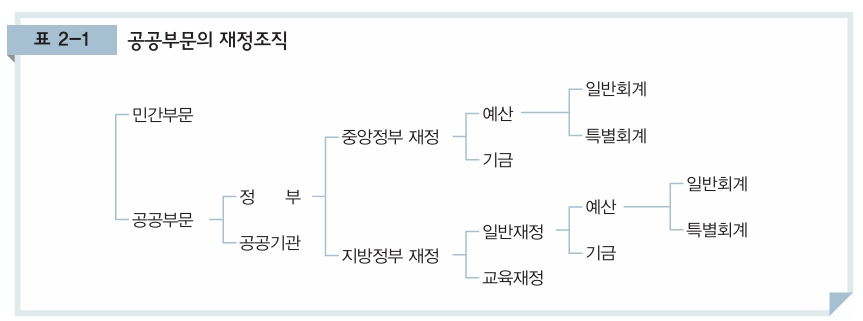 표 2-1 공공부문의 재정조직
일반회계
민간부문 중앙정부 재정 예산
특별회계
기금
일반회계
정 부 예산
공공부문 일반재정 특별회계
공공기관 지방정부 재정 기금
교육재정